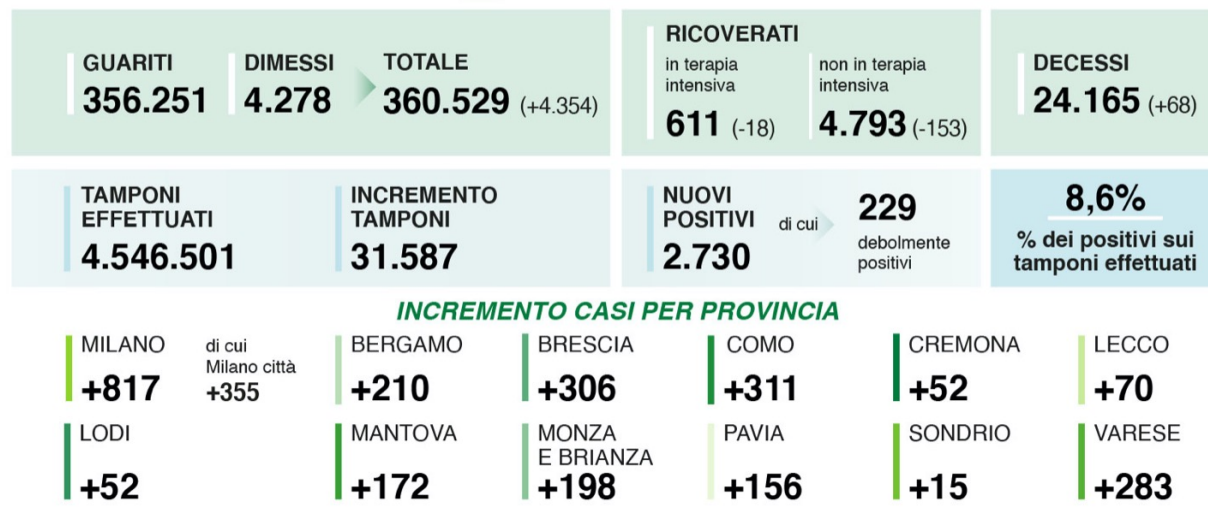 GUARITI
356.251
DIMESSI
4.278
TOTALE
360.529 (+4.354)
RICOVERATI
in terapia
intensiva
611 (-18)
non in terapia
intensiva
4.793 (-153)
DECESSI
24.165 (+68)
TAMPONI
EFFETTUATI
4.546.501
INCREMENTO
TAMPONI
31.587
NUOVI
POSITIVI
2.730
di cui
229
debolmente
positivi
8,6%
% dei positivi sui
tamponi effettuati
INCREMENTO CASI PER PROVINCIA
MILANO
+817
di cui
Milano città
+355
BERGAMO
+210
BRESCIA
+306
COMO
+311
CREMONA
+52
LECCO
+70
LODI
+52
MANTOVA
+172
MONZA
E BRIANZA
+198
PAVIA
+156
SONDRIO
+15
VARESE
+283